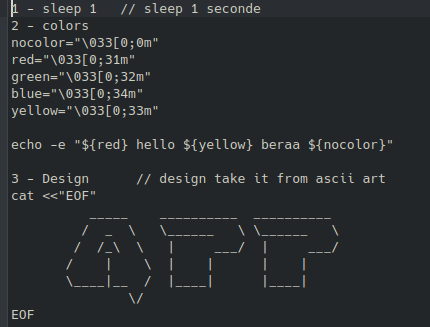 1 - sleep 1   // sleep 1 seconde
2 - colors
nocolor="\033[0;0m"
red="\033[0;31m"
green="\033[0;32m"
blue="\033[0;34m"
yellow="\033[0;33m"

echo -e "${red} hello ${yellow} beraa ${nocolor}"

3 - Design      // design take it from ascii art
cat <<"EOF"
          _____    __________  __________
         /  _  \   \______   \ \______   \
        /  /_\  \   |     ___/  |     ___/
       /    |    \  |    |      |    |
       \____|__  /  |____|      |____|
               \/
EOF